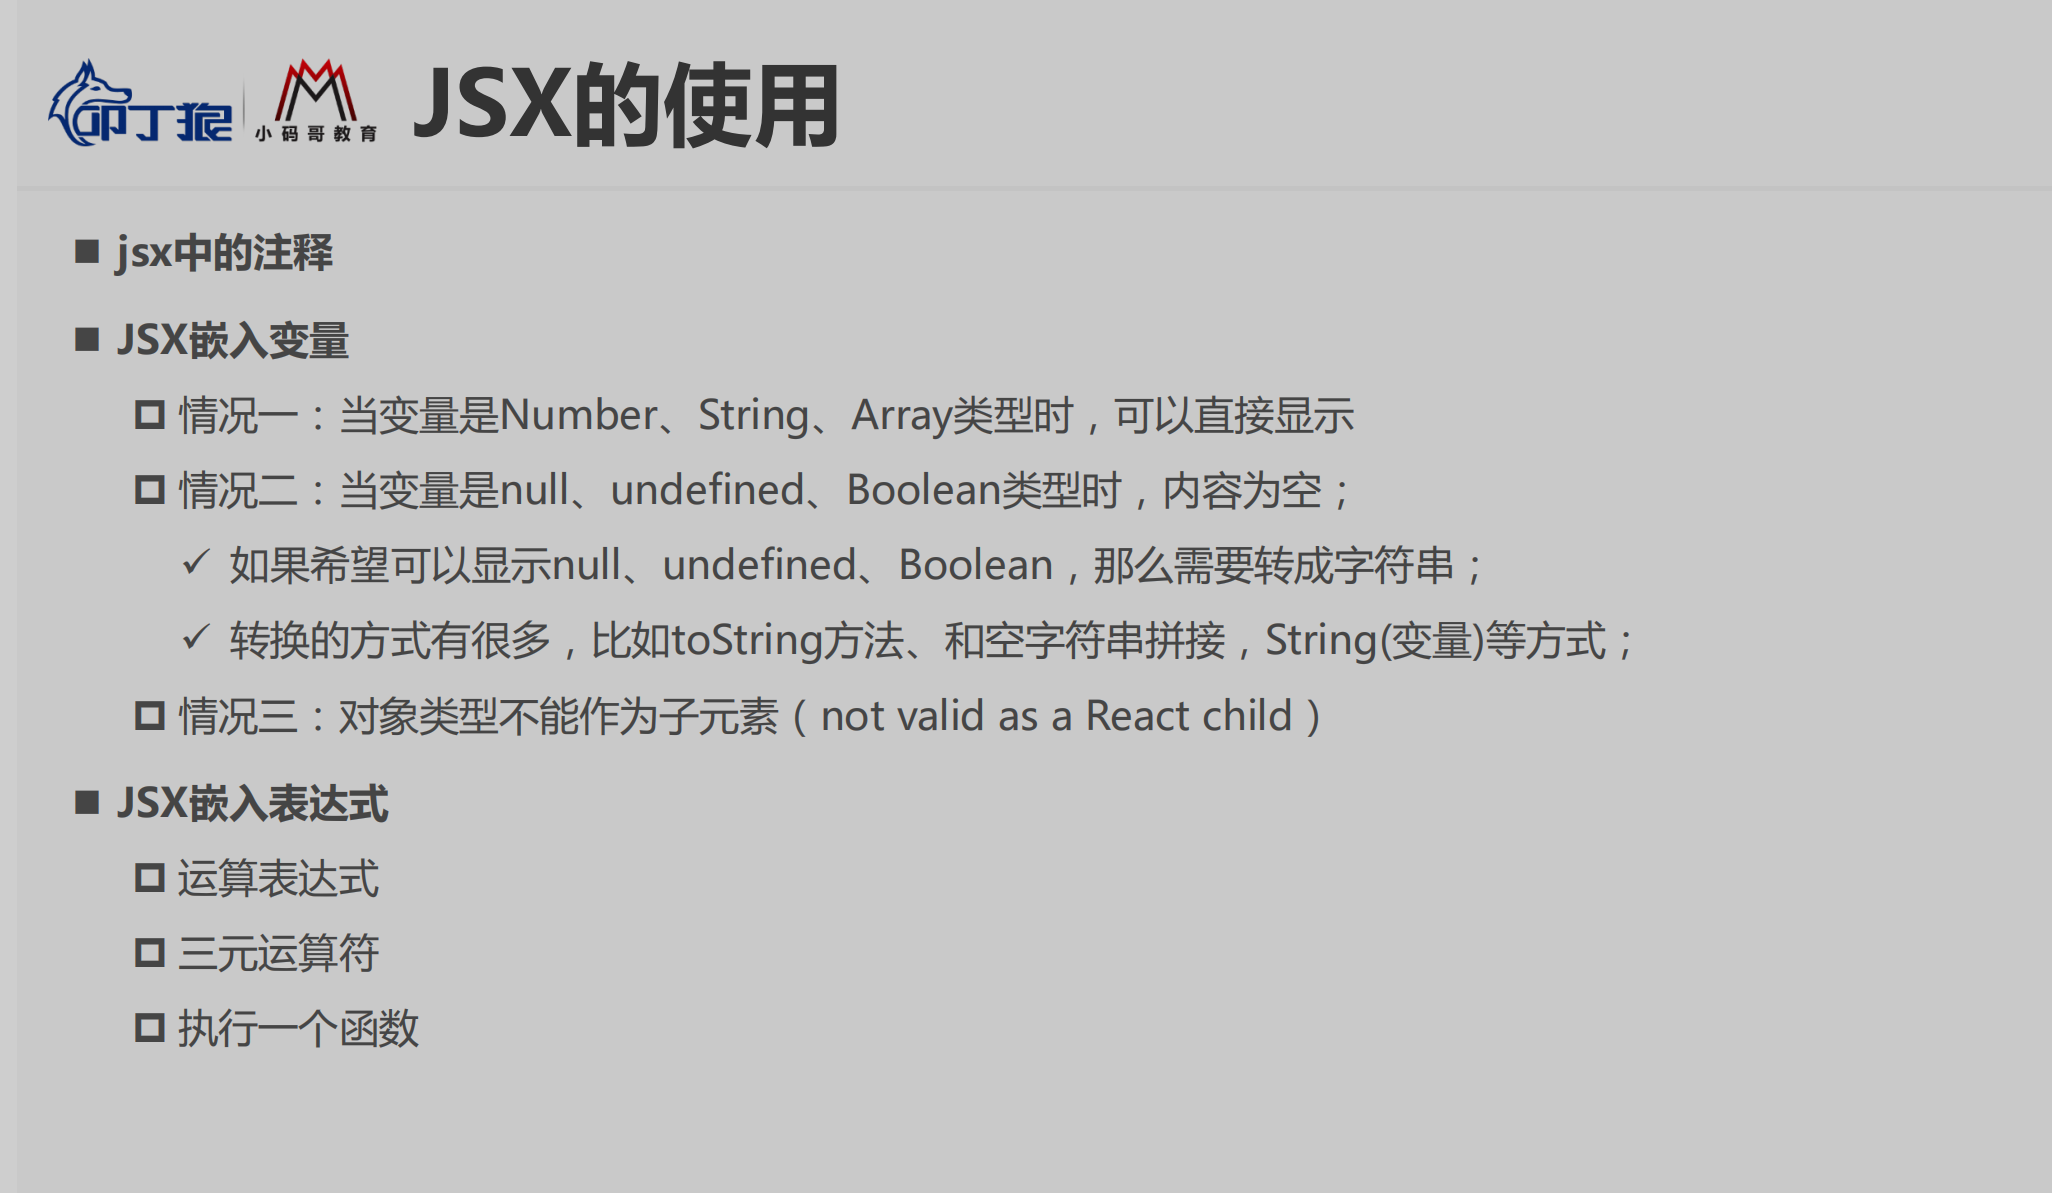 叩丁狼
小码哥教育
JSX的使用
jsx中的注释
JSX嵌入变量
情况一：当变量是Number、String、Array类型时，可以直接显示
情况二：当变量是null、undefined、Boolean类型时，内容为空；
如果希望可以显示null、undefined、Boolean，那么需要转成字符串；
转换的方式有很多，比如toString方法、和空字符串拼接，String(变量)等方式；
情况三：对象类型不能作为子元素（not valid as a React child）
JSX嵌入表达式
运算表达式
三元运算符
执行一个函数